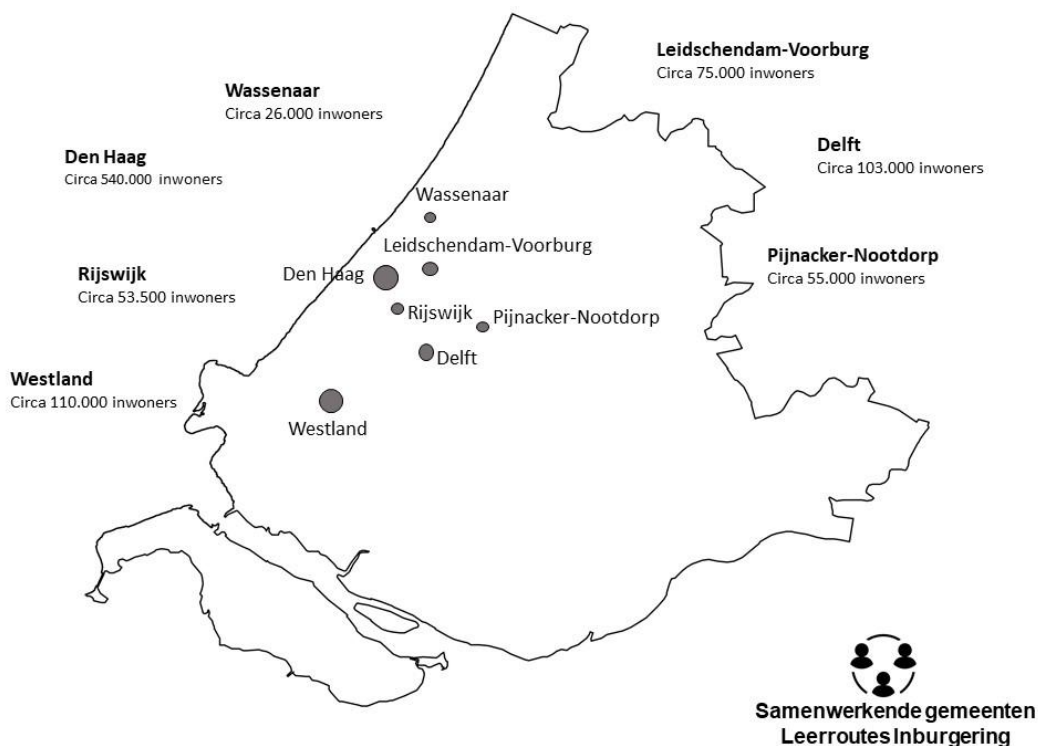 Leidschendam-Voorburg
Circa 75.000 inwoners
Wassenaar
Circa 26.000 inwoners
Delft
Circa 103.000 inwoners
Den Haag
Circa 540.000 inwoners
Wassenaar
Leidschendam-Voorburg
Pijnacker-Nootdorp
Circa 55.000 inwoners
Rijswijk
Circa 53.500 inwoners
Den Haag
Rijswijk
Pijnacker-Nootdorp
Delft
Westland
Circa 110.000 inwoners
Westland
Samenwerkende gemeenten
Leerroutes Inburgering